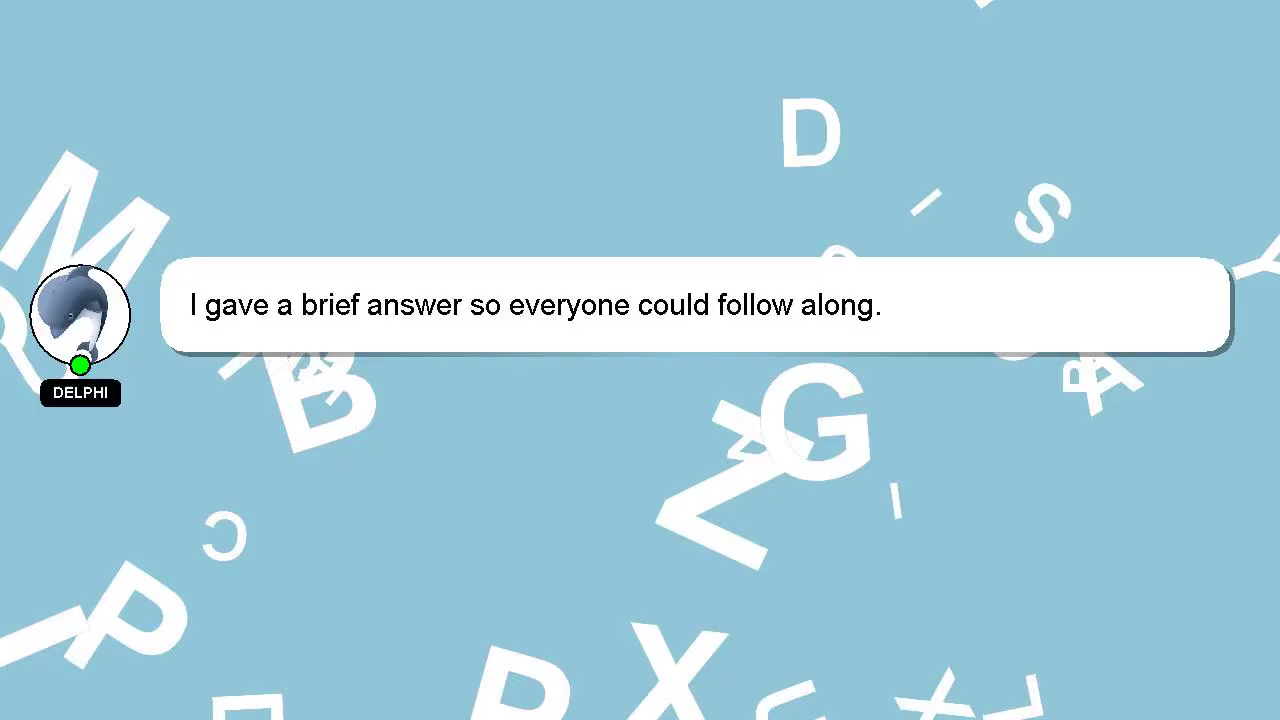 I gave a brief answer so everyone could follow along.
DELPHI
D
I
S
M
B
G
Z
A
B
A
I
C
P
X
P
U
X